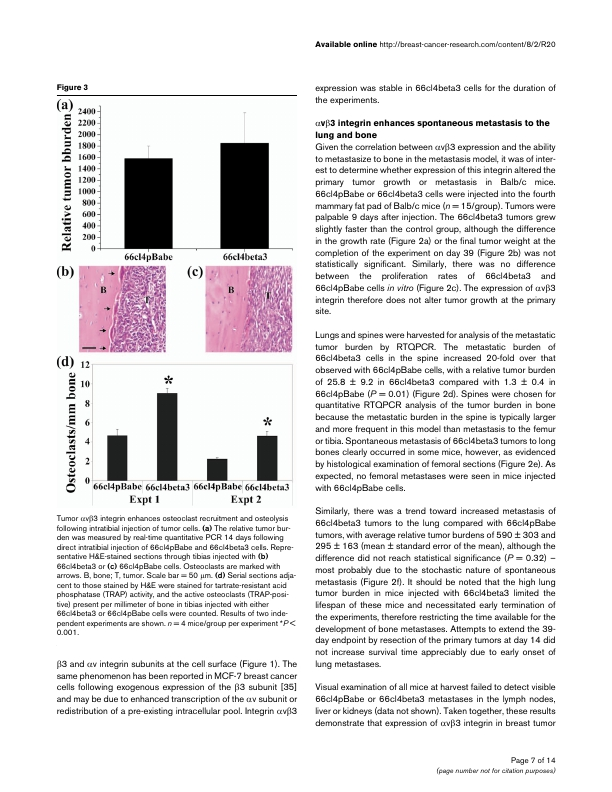 Available online http://breast-cancer-research.com/content/8/2/R20
Figure 3
(a)
Relative tumor bburden
2400
2200
2000
1800
1600
1400
1200
1000
800
600
400
200
0
66cl4pBabe 66cl4beta3
(b) (c)
B T B T
(d)
Osteoclasts/mm bone
12
10
8
6
4
2
0
* *
66cl4pBabe 66cl4beta3 66cl4pBabe 66cl4beta3
Expt 1 Expt 2
Tumor αvβ3 integrin enhances osteoclast recruitment and osteolysis
following intratibial injection of tumor cells. (a) The relative tumor bur-
den was measured by real-time quantitative PCR 14 days following
direct intratibial injection of 66cl4pBabe and 66cl4beta3 cells. Repre-
sentative H&E-stained sections through tibias injected with (b)
66cl4beta3 or (c) 66cl4pBabe cells. Osteoclasts are marked with
arrows. B, bone; T, tumor. Scale bar = 50 μm. (d) Serial sections adja-
cent to those stained by H&E were stained for tartrate-resistant acid
phosphatase (TRAP) activity, and the active osteoclasts (TRAP-posi-
tive) present per millimeter of bone in tibias injected with either
66cl4beta3 or 66cl4pBabe cells were counted. Results of two inde-
pendent experiments are shown. n = 4 mice/group per experiment *P <
0.001.
β3 and αv integrin subunits at the cell surface (Figure 1). The
same phenomenon has been reported in MCF-7 breast cancer
cells following exogenous expression of the β3 subunit [35]
and may be due to enhanced transcription of the αv subunit or
redistribution of a pre-existing intracellular pool. Integrin αvβ3
expression was stable in 66cl4beta3 cells for the duration of
the experiments.
αvβ3 integrin enhances spontaneous metastasis to the
lung and bone
Given the correlation between αvβ3 expression and the ability
to metastasize to bone in the metastasis model, it was of inter-
est to determine whether expression of this integrin altered the
primary tumor growth or metastasis in Balb/c mice.
66cl4pBabe or 66cl4beta3 cells were injected into the fourth
mammary fat pad of Balb/c mice (n = 15/group). Tumors were
palpable 9 days after injection. The 66cl4beta3 tumors grew
slightly faster than the control group, although the difference
in the growth rate (Figure 2a) or the final tumor weight at the
completion of the experiment on day 39 (Figure 2b) was not
statistically significant. Similarly, there was no difference
between the proliferation rates of 66cl4beta3 and
66cl4pBabe cells in vitro (Figure 2c). The expression of αvβ3
integrin therefore does not alter tumor growth at the primary
site.
Lungs and spines were harvested for analysis of the metastatic
tumor burden by RTQPCR. The metastatic burden of
66cl4beta3 cells in the spine increased 20-fold over that
observed with 66cl4pBabe cells, with a relative tumor burden
of 25.8 ± 9.2 in 66cl4beta3 compared with 1.3 ± 0.4 in
66cl4pBabe (P = 0.01) (Figure 2d). Spines were chosen for
quantitative RTQPCR analysis of the tumor burden in bone
because the metastatic burden in the spine is typically larger
and more frequent in this model than metastasis to the femur
or tibia. Spontaneous metastasis of 66cl4beta3 tumors to long
bones clearly occurred in some mice, however, as evidenced
by histological examination of femoral sections (Figure 2e). As
expected, no femoral metastases were seen in mice injected
with 66cl4pBabe cells.
Similarly, there was a trend toward increased metastasis of
66cl4beta3 tumors to the lung compared with 66cl4pBabe
tumors, with average relative tumor burdens of 590 ± 303 and
295 ± 163 (mean ± standard error of the mean), although the
difference did not reach statistical significance (P = 0.32) –
most probably due to the stochastic nature of spontaneous
metastasis (Figure 2f). It should be noted that the high lung
tumor burden in mice injected with 66cl4beta3 limited the
lifespan of these mice and necessitated early termination of
the experiments, therefore restricting the time available for the
development of bone metastases. Attempts to extend the 39-
day endpoint by resection of the primary tumors at day 14 did
not increase survival time appreciably due to early onset of
lung metastases.
Visual examination of all mice at harvest failed to detect visible
66cl4pBabe or 66cl4beta3 metastases in the lymph nodes,
liver or kidneys (data not shown). Taken together, these results
demonstrate that expression of αvβ3 integrin in breast tumor
Page 7 of 14
(page number not for citation purposes)